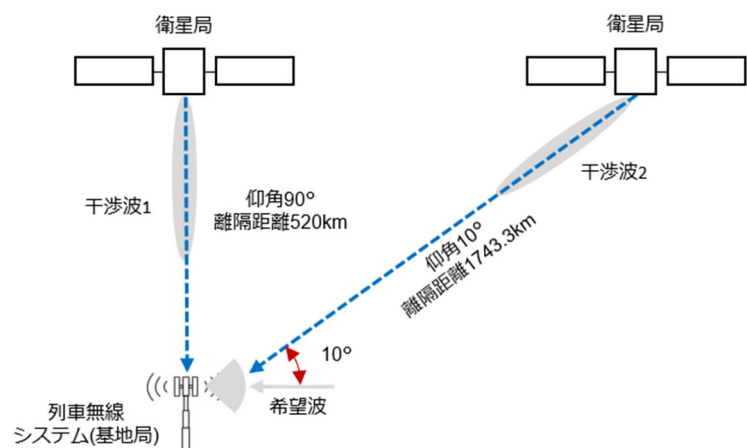 衛星局
衛星局
干渉波1
仰角90°
離隔距離520km
干渉波2
仰角10°
離隔距離1743.3km
10°
希望波
列車無線
システム(基地局)